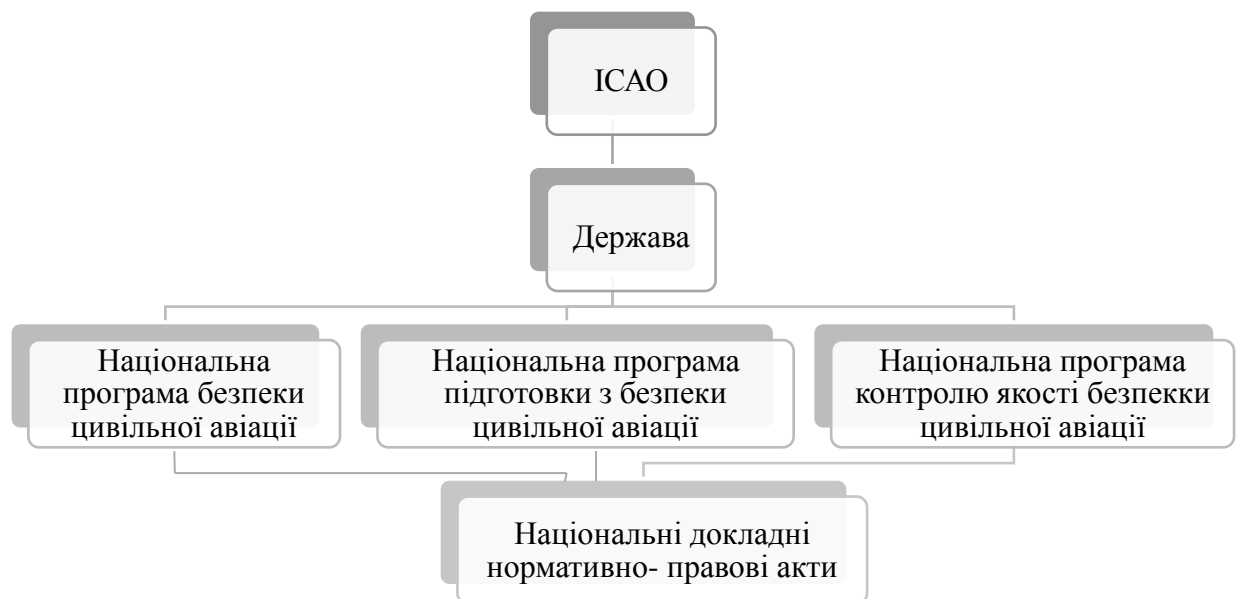 ІСАО
Держава
Національна
програма безпеки
цивільної авіації
Національна програма
підготовки з безпеки
цивільної авіації
Національна програма
контролю якості безпекки
цивільної авіації
Національні докладні
нормативно- правові акти